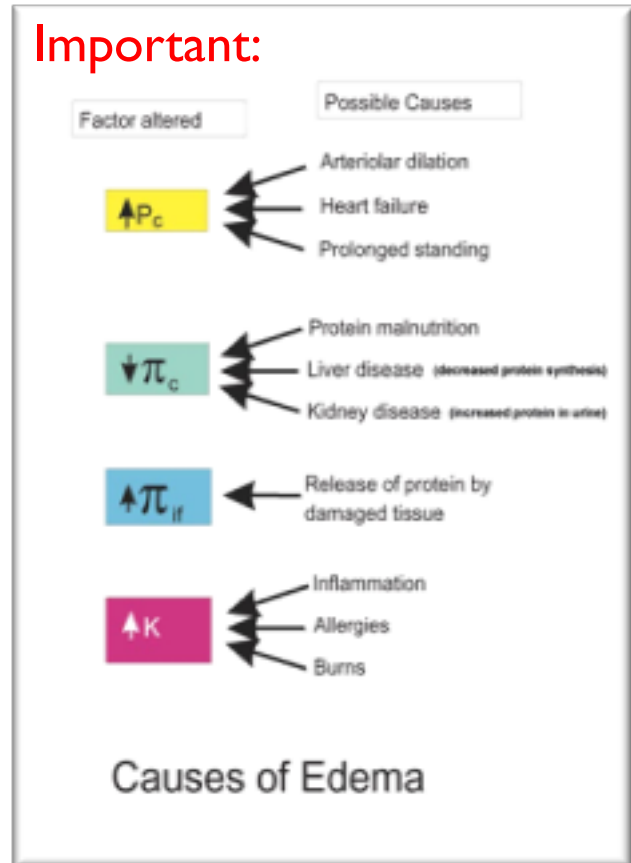 Important:
Factor altered
Possible Causes
↑Pc
Arteriolar dilation
Heart failure
Prolonged standing
↓πc
Protein malnutrition
Liver disease (decreased protein synthesis)
Kidney disease (increased protein in urine)
↑πif
Release of protein by
damaged tissue
↑K
Inflammation
Allergies
Burns
Causes of Edema